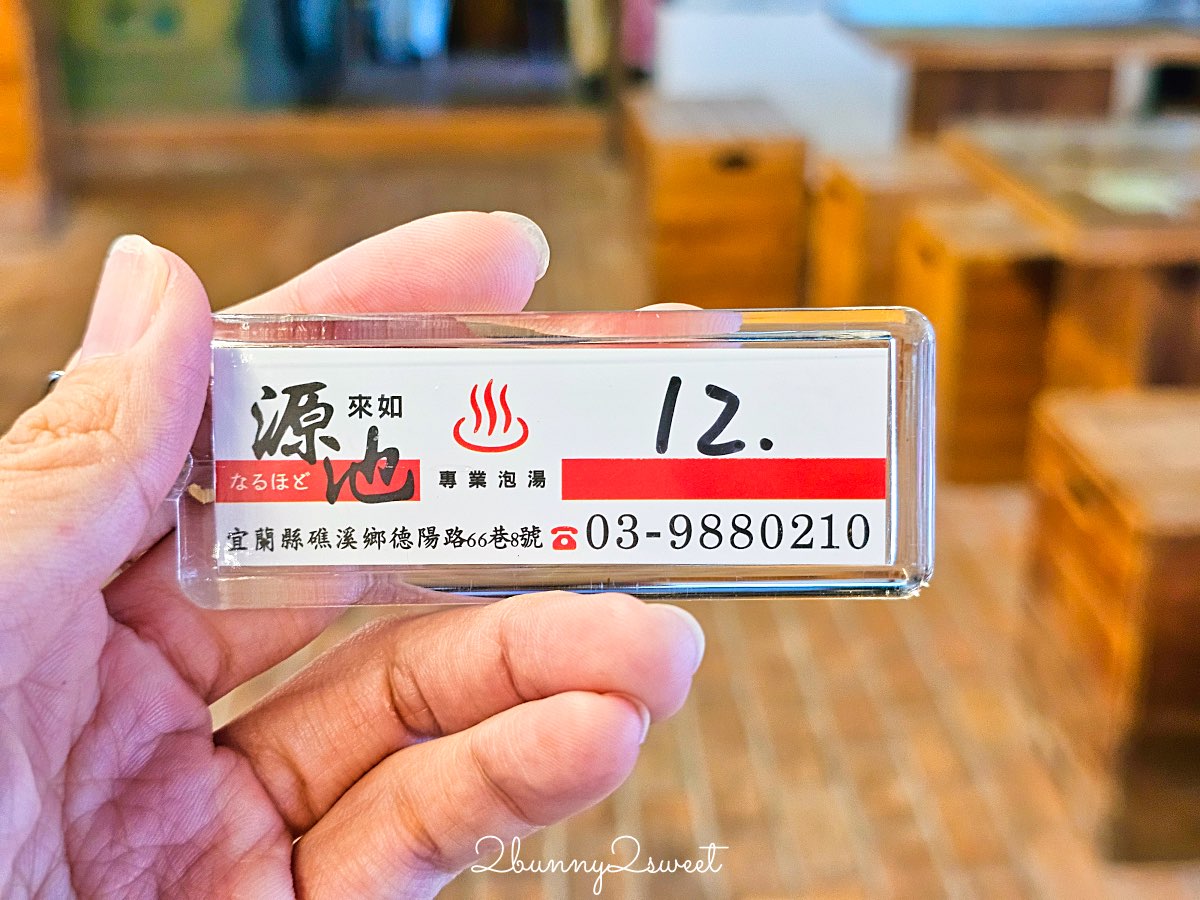 源來如池
なるほど
專業泡湯
12.
宜蘭縣礁溪鄉德陽路66巷8號 ☎03-9880210
2bunny2sweet